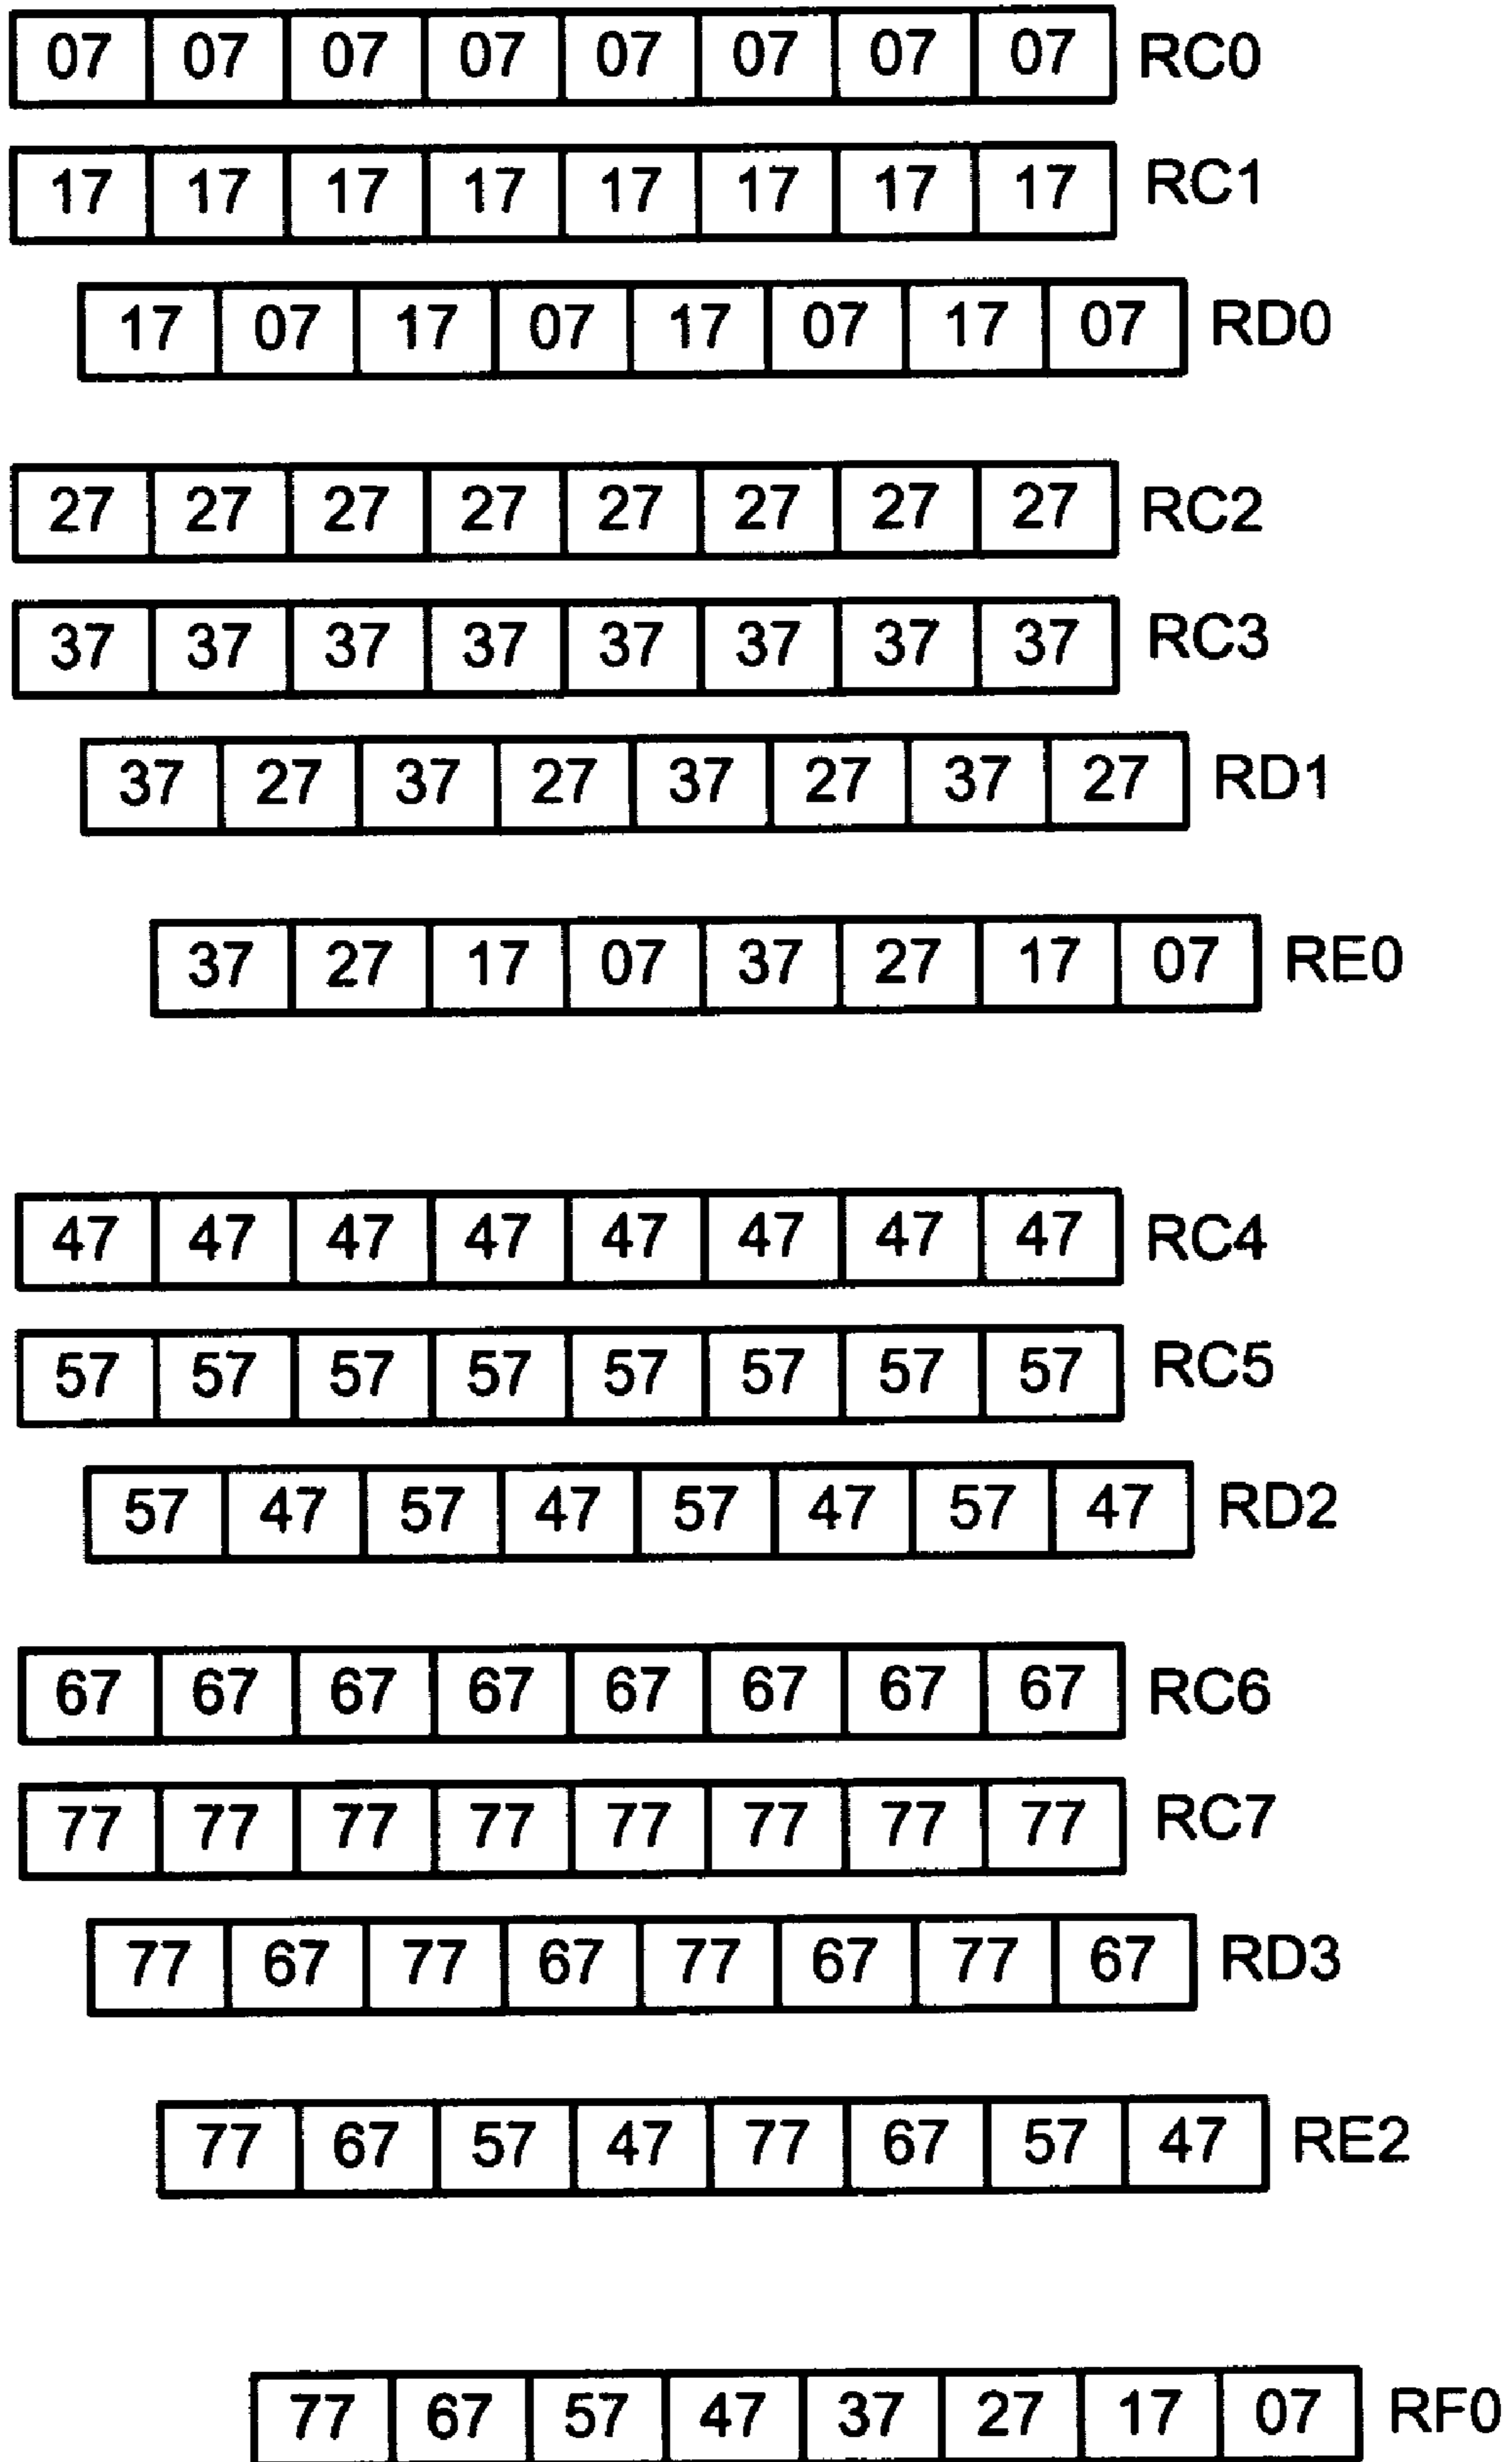 07 07 07 07 07 07 07 07 RC0
17 17 17 17 17 17 17 17 RC1
17 07 17 07 17 07 17 07 RD0
27 27 27 27 27 27 27 27 RC2
37 37 37 37 37 37 37 37 RC3
37 27 37 27 37 27 37 27 RD1
37 27 17 07 37 27 17 07 RE0
47 47 47 47 47 47 47 47 RC4
57 57 57 57 57 57 57 57 RC5
57 47 57 47 57 47 57 47 RD2
67 67 67 67 67 67 67 67 RC6
77 77 77 77 77 77 77 77 RC7
77 67 77 67 77 67 77 67 RD3
77 67 57 47 77 67 57 47 RE2
77 67 57 47 37 27 17 07 RF0